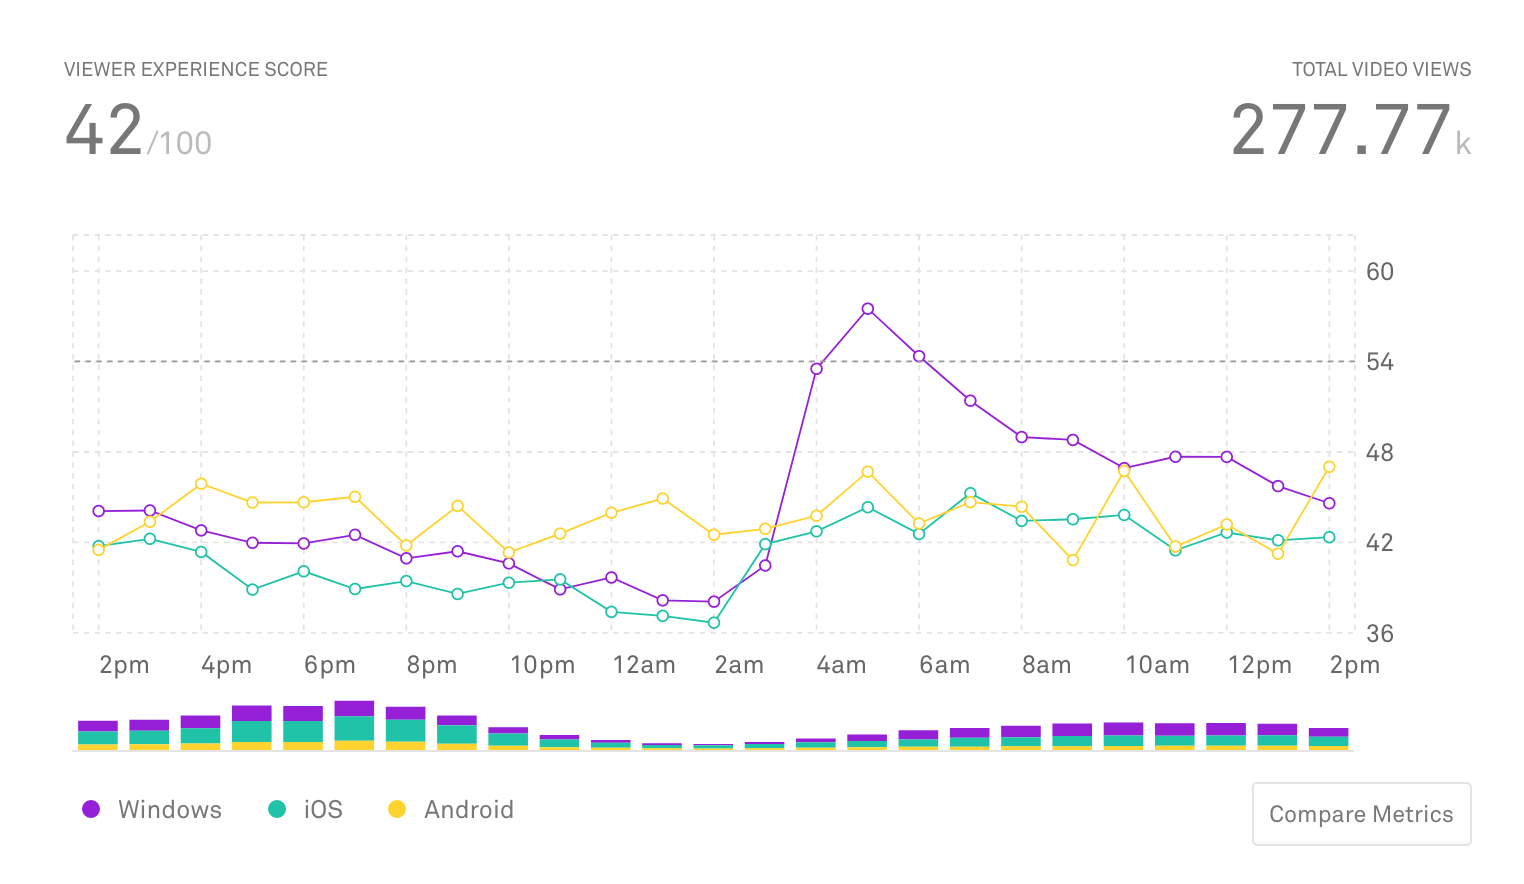 VIEWER EXPERIENCE SCORE
42/100
TOTAL VIDEO VIEWS
277.77 k
60
54
48
42
36
2pm 4pm 6pm 8pm 10pm 12am 2am 4am 6am 8am 10am 12pm 2pm
Windows iOS Android
Compare Metrics